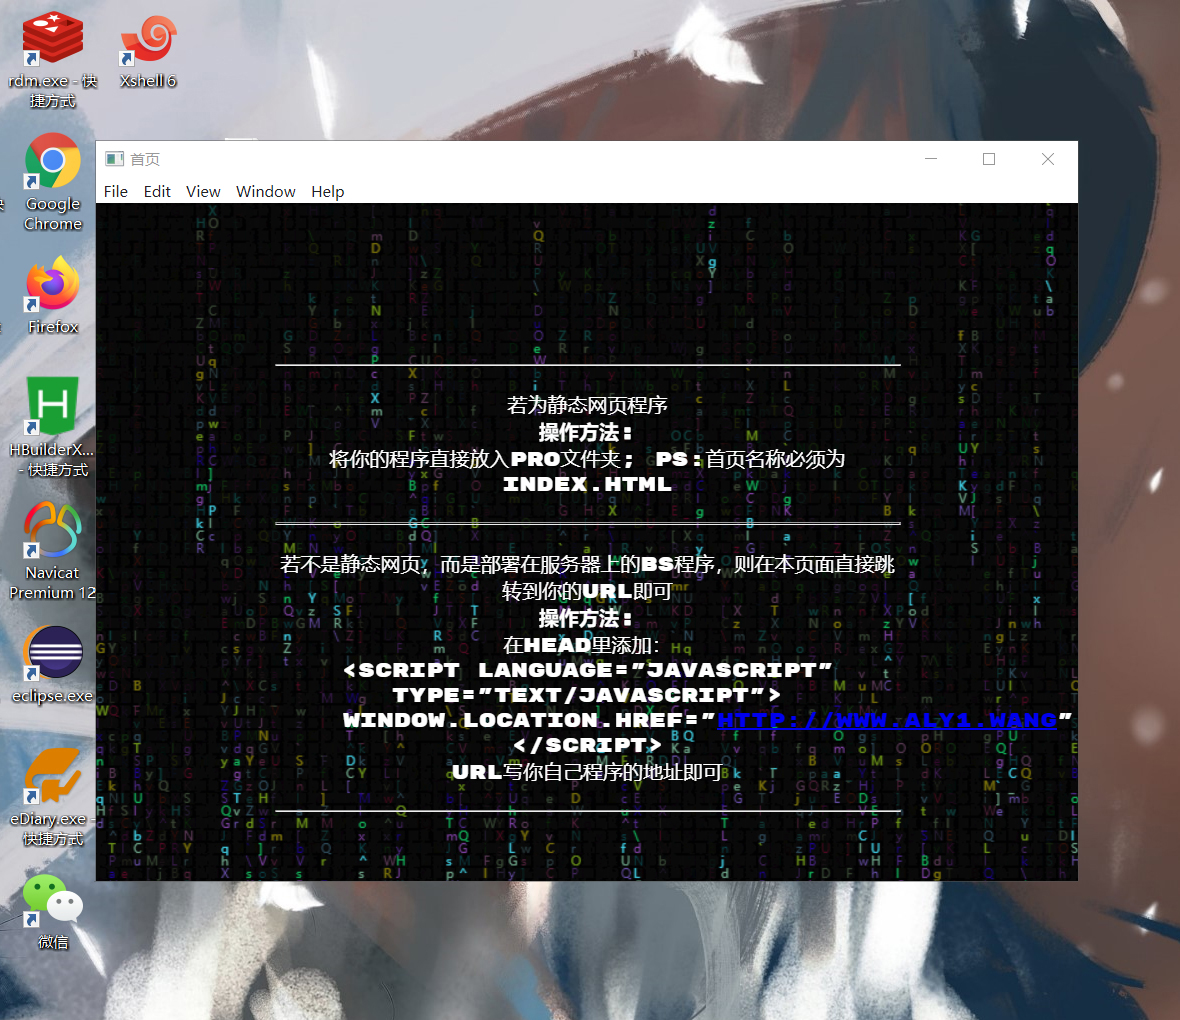 rdm.exe - 快
捷方式
Xshell 6
Google
Chrome
Firefox
HBuilderX...
- 快捷方式
Navicat
Premium 12
eclipse.exe
eDiary.exe -
快捷方式
微信
首页
File Edit View Window Help
若为静态网页程序
操作方法：
将你的程序直接放入PRO文件夹； PS：首页名称必须为
INDEX.HTML
若不是静态网页，而是部署在服务器上的BS程序，则在本页面直接跳
转到你的URL即可
操作方法：
在HEAD里添加：
<SCRIPT LANGUAGE="JAVASCRIPT"
TYPE="TEXT/JAVASCRIPT">
WINDOW.LOCATION.HREF="HTTP://WWW.ALY1.WANG"
</SCRIPT>
URL写你自己程序的地址即可